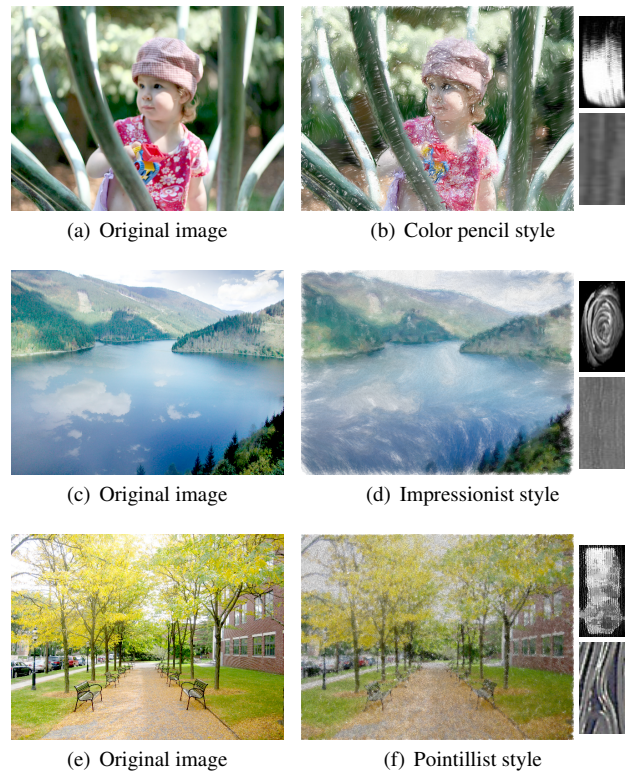 (a) Original image
(b) Color pencil style
(c) Original image
(d) Impressionist style
(e) Original image
(f) Pointillist style